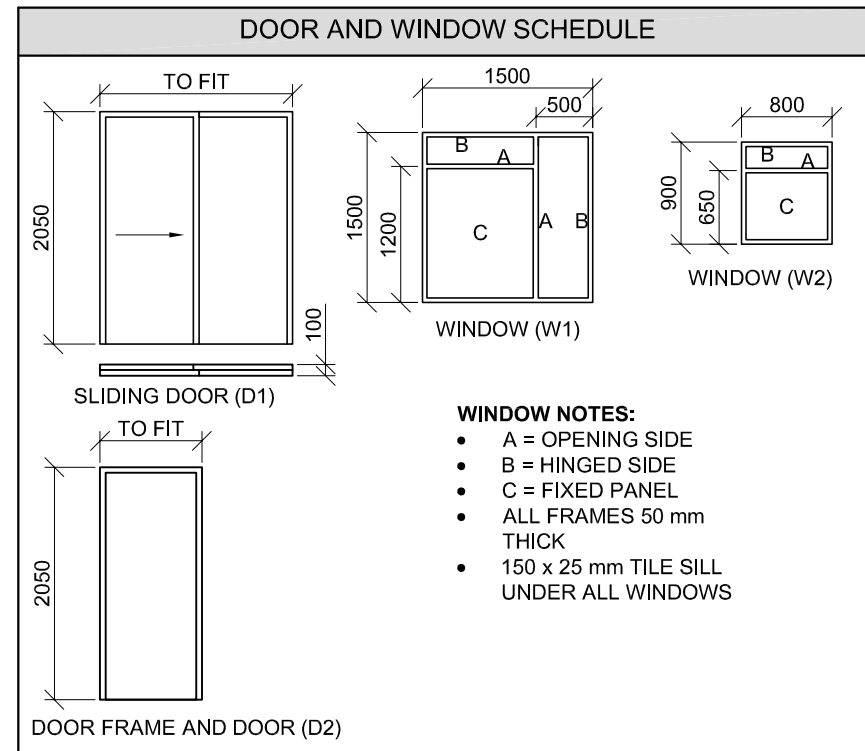 DOOR AND WINDOW SCHEDULE
TO FIT
2050
100
SLIDING DOOR (D1)
1500
500
1500
1200
B
A
C
A
B
WINDOW (W1)
800
900
650
B
A
C
WINDOW (W2)
TO FIT
2050
DOOR FRAME AND DOOR (D2)
WINDOW NOTES:
• A = OPENING SIDE
• B = HINGED SIDE
• C = FIXED PANEL
• ALL FRAMES 50 mm
THICK
• 150 x 25 mm TILE SILL
UNDER ALL WINDOWS